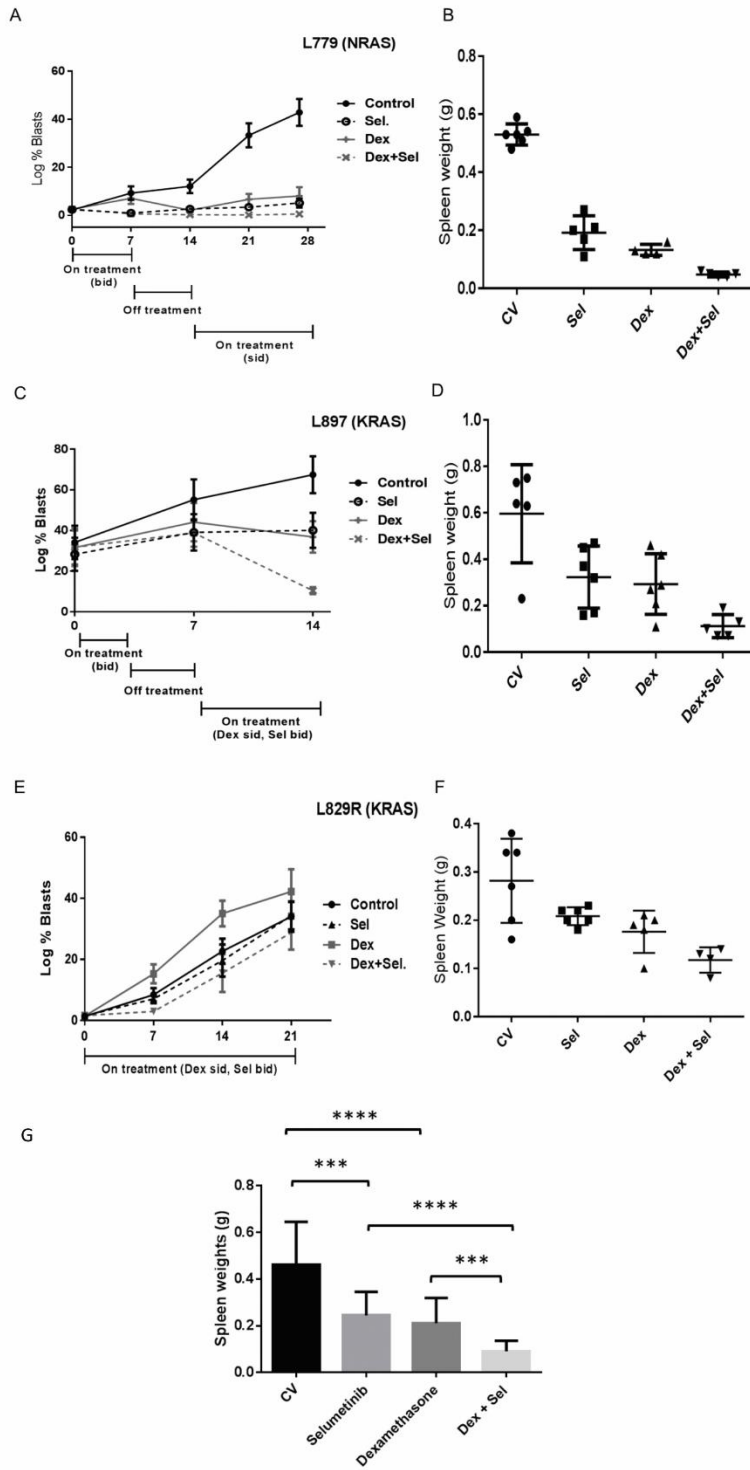 A
L779 (NRAS)
Log % Blasts
60
40
20
0
0 7 14 21 28
Control
Sel.
Dex
Dex+Sel
On treatment
(bid)
Off treatment
On treatment
(sid)
B
Spleen weight (g)
0.8
0.6
0.4
0.2
0.0
CV Sel Dex Dex+Sel
C
L897 (KRAS)
Log % Blasts
80
60
40
20
0
0 7 14
Control
Sel
Dex
Dex+Sel
On treatment
(bid)
Off treatment
On treatment
(Dex sid, Sel bid)
D
Spleen weight (g)
1.0
0.8
0.6
0.4
0.2
0.0
CV Sel Dex Dex+Sel
E
L829R (KRAS)
Log % Blasts
60
40
20
0
0 7 14 21
Control
Sel
Dex
Dex+Sel.
On treatment (Dex sid, Sel bid)
F
Spleen Weight (g)
0.4
0.3
0.2
0.1
0.0
CV Sel Dex Dex + Sel
G
****
***
****
***
Spleen weights (g)
0.8
0.6
0.4
0.2
0.0
CV Selumetinib Dexamethasone Dex + Sel